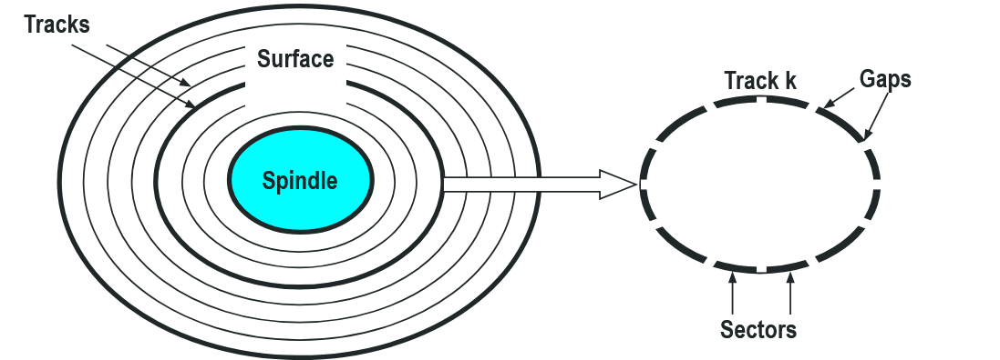 Tracks
Surface
Spindle
Track k
Gaps
Sectors